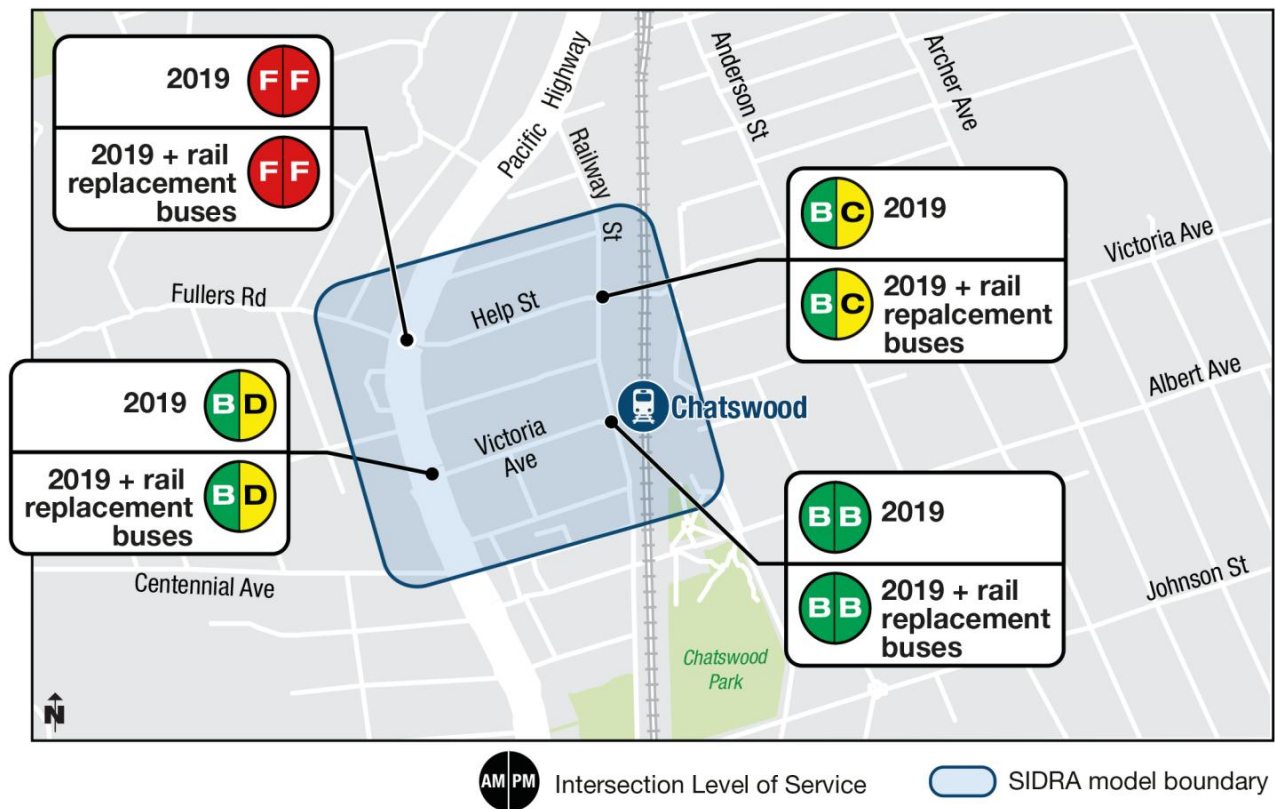 2019
F F
2019 + rail
replacement
buses
F F
Pacific Highway
Railway
St
Anderson St
Archer Ave
B C
2019
B C
2019 + rail
repalcement
buses
Victoria Ave
Fullers Rd
Help St
Albert Ave
2019
B D
2019 + rail
replacement
buses
B D
Chatswood
Victoria
Ave
B B
2019
B B
2019 + rail
replacement
buses
Centennial Ave
Johnson St
Chatswood
Park
N
AM PM
Intersection Level of Service
SIDRA model boundary